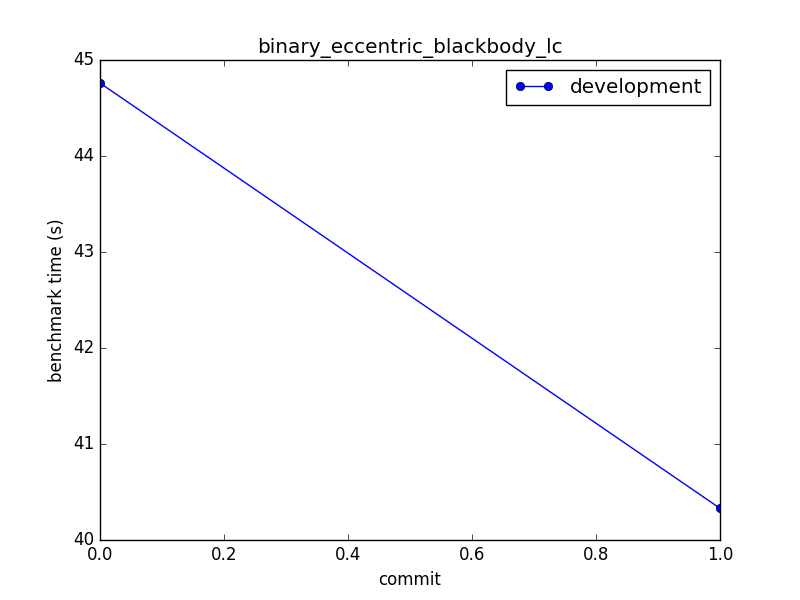 binary_eccentric_blackbody_lc
development
45
44
43
42
41
40
benchmark time (s)
0.0 0.2 0.4 0.6 0.8 1.0
commit